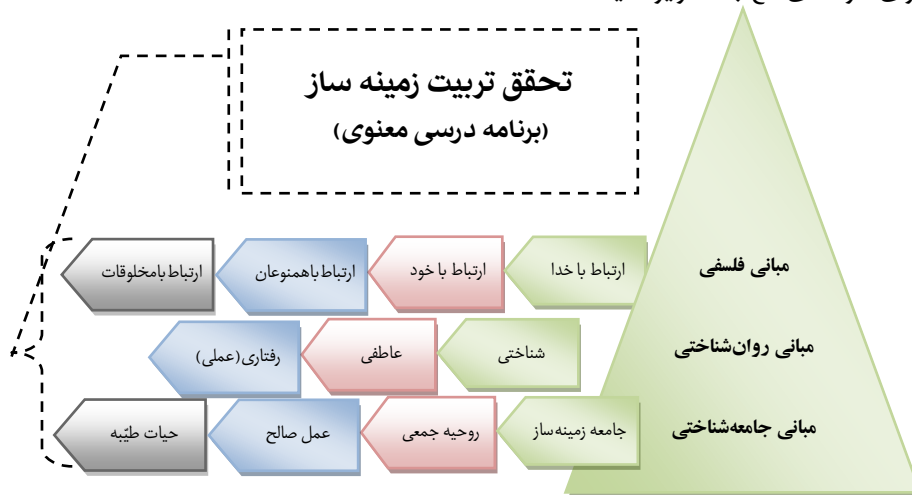 تحقق تربیت زمینه ساز
(برنامه درسی معنوی)
مبانی فلسفی
ارتباط با خدا
ارتباط با خود
ارتباط باهمنوعان
ارتباط بامخلوقات
مبانی روان‌شناختی
شناختی
عاطفی
رفتاری(عملی)
مبانی جامعه‌شناختی
جامعه زمینه‌ساز
روحیه جمعی
عمل صالح
حیات طیّبه